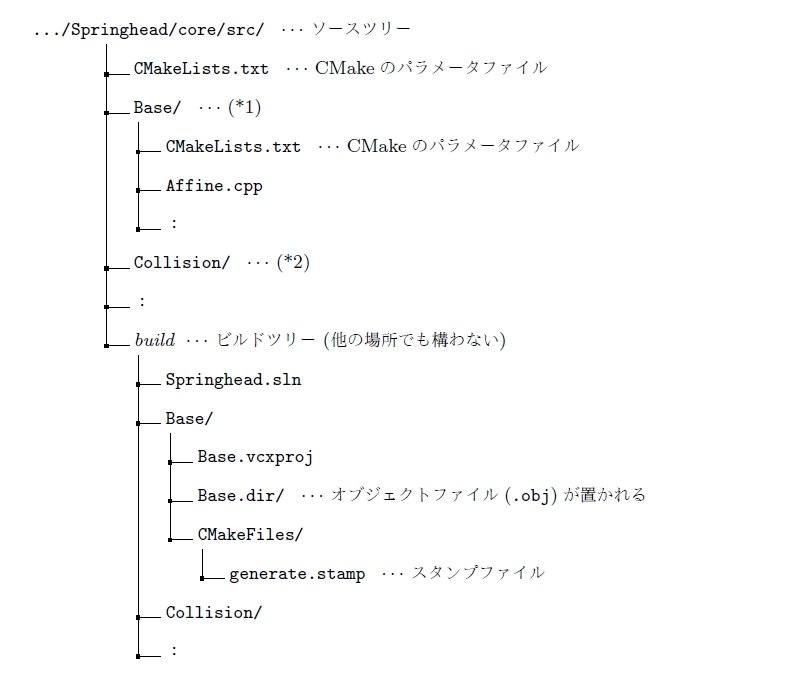 .../Springhead/core/src/ ··· ソースツリー
CMakeLists.txt ··· CMake のパラメータファイル
Base/ ··· (*1)
CMakeLists.txt ··· CMake のパラメータファイル
Affine.cpp
:
Collision/ ··· (*2)
:
build ··· ビルドツリー (他の場所でも構わない)
Springhead.sln
Base/
Base.vcxproj
Base.dir/ ··· オブジェクトファイル (.obj) が置かれる
CMakeFiles/
generate.stamp ··· スタンプファイル
Collision/
: